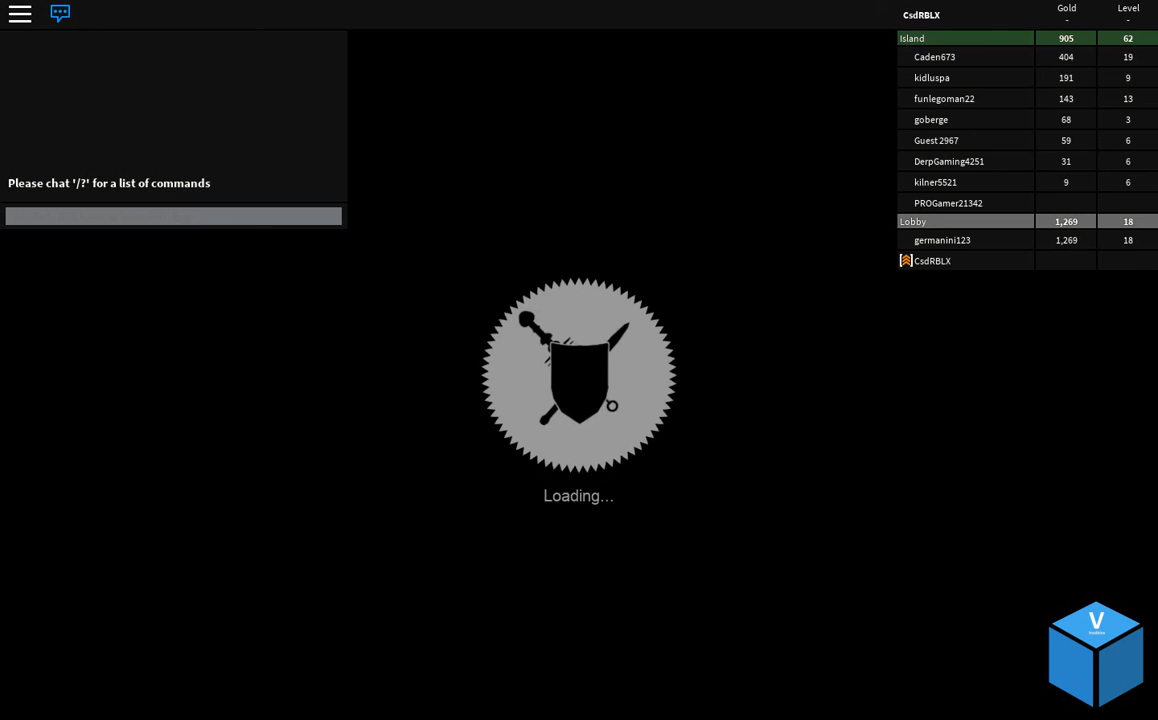 CsdRBLX Gold Level
- -
Island 905 62
Caden673 404 19
kidluspa 191 9
funlegoman22 143 13
goberge 68 3
Guest 2967 59 6
DerpGaming4251 31 6
kilner5521 9 6
PROGamer21342
Lobby 1,269 18
germanini123 1,269 18
CsdRBLX
Please chat '/?' for a list of commands
Loading...
V